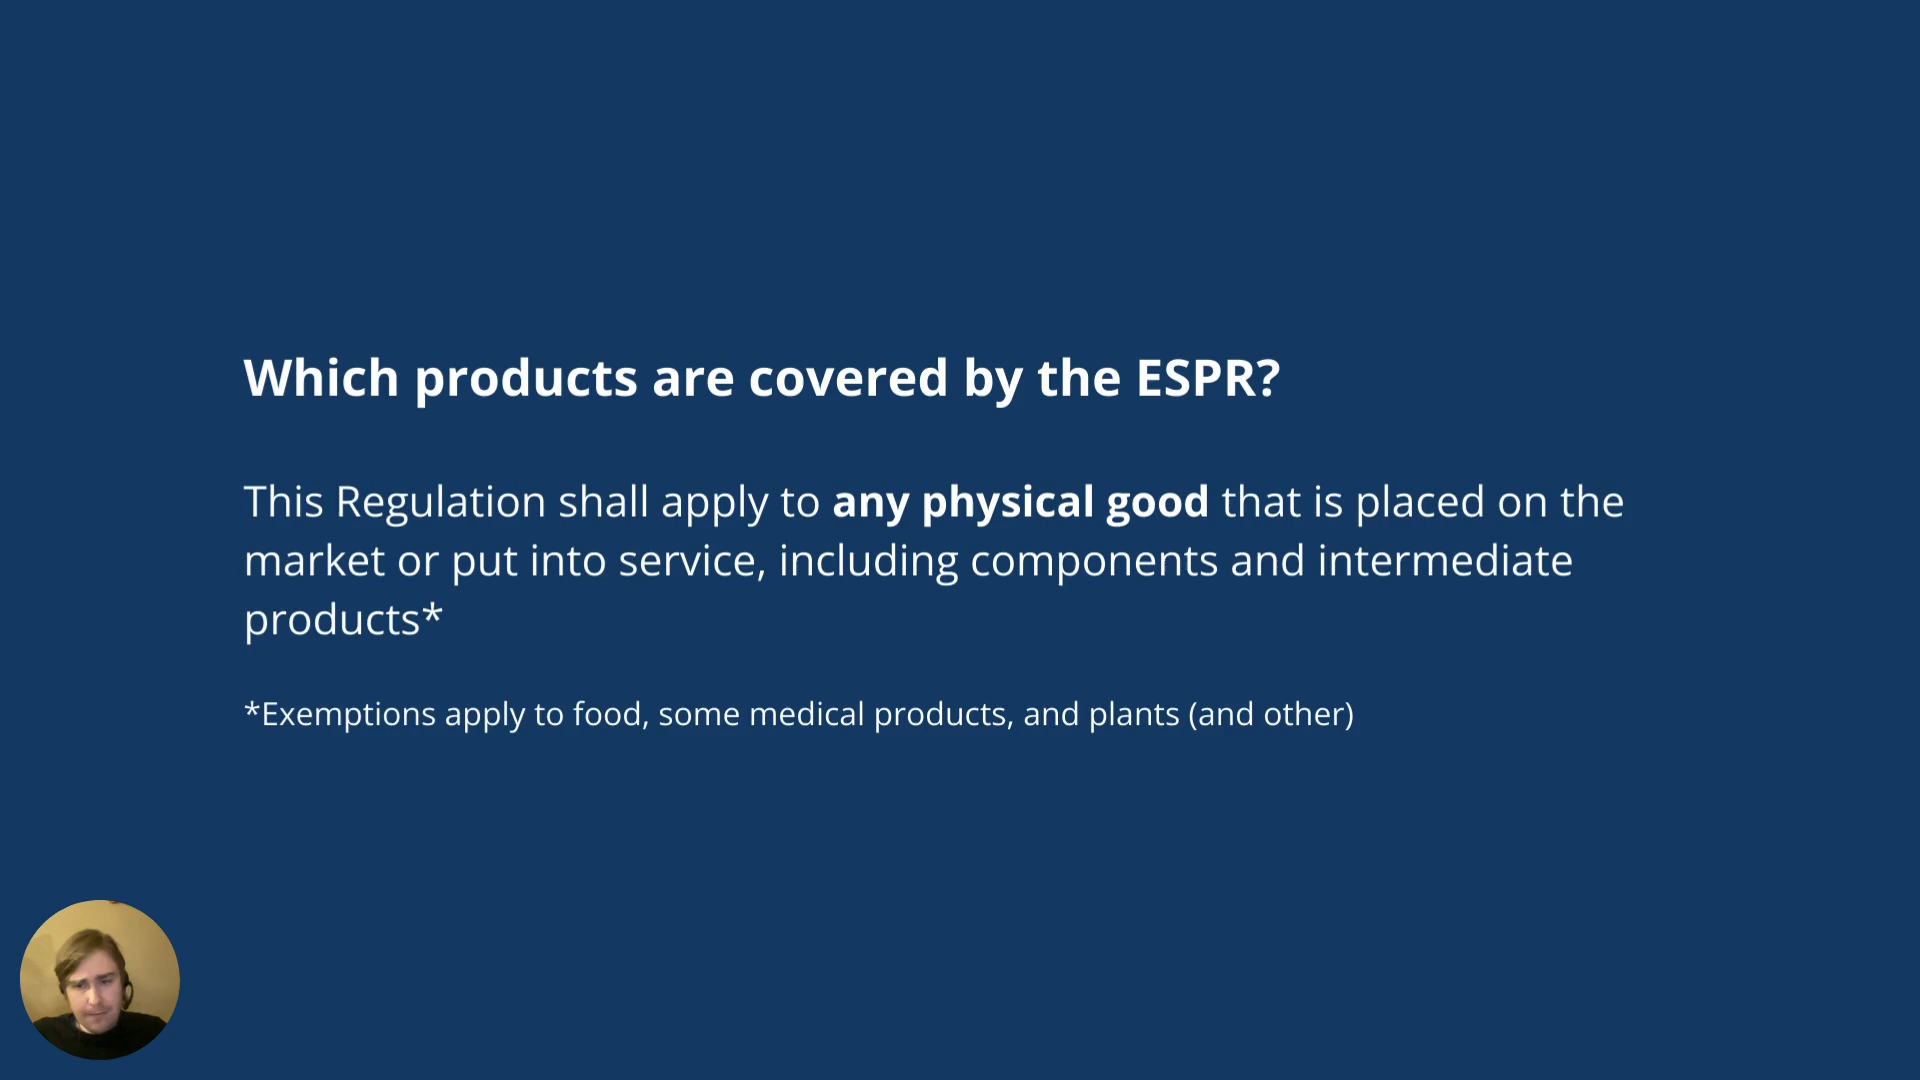 Which products are covered by the ESPR?
This Regulation shall apply to any physical good that is placed on the
market or put into service, including components and intermediate
products*
*Exemptions apply to food, some medical products, and plants (and other)